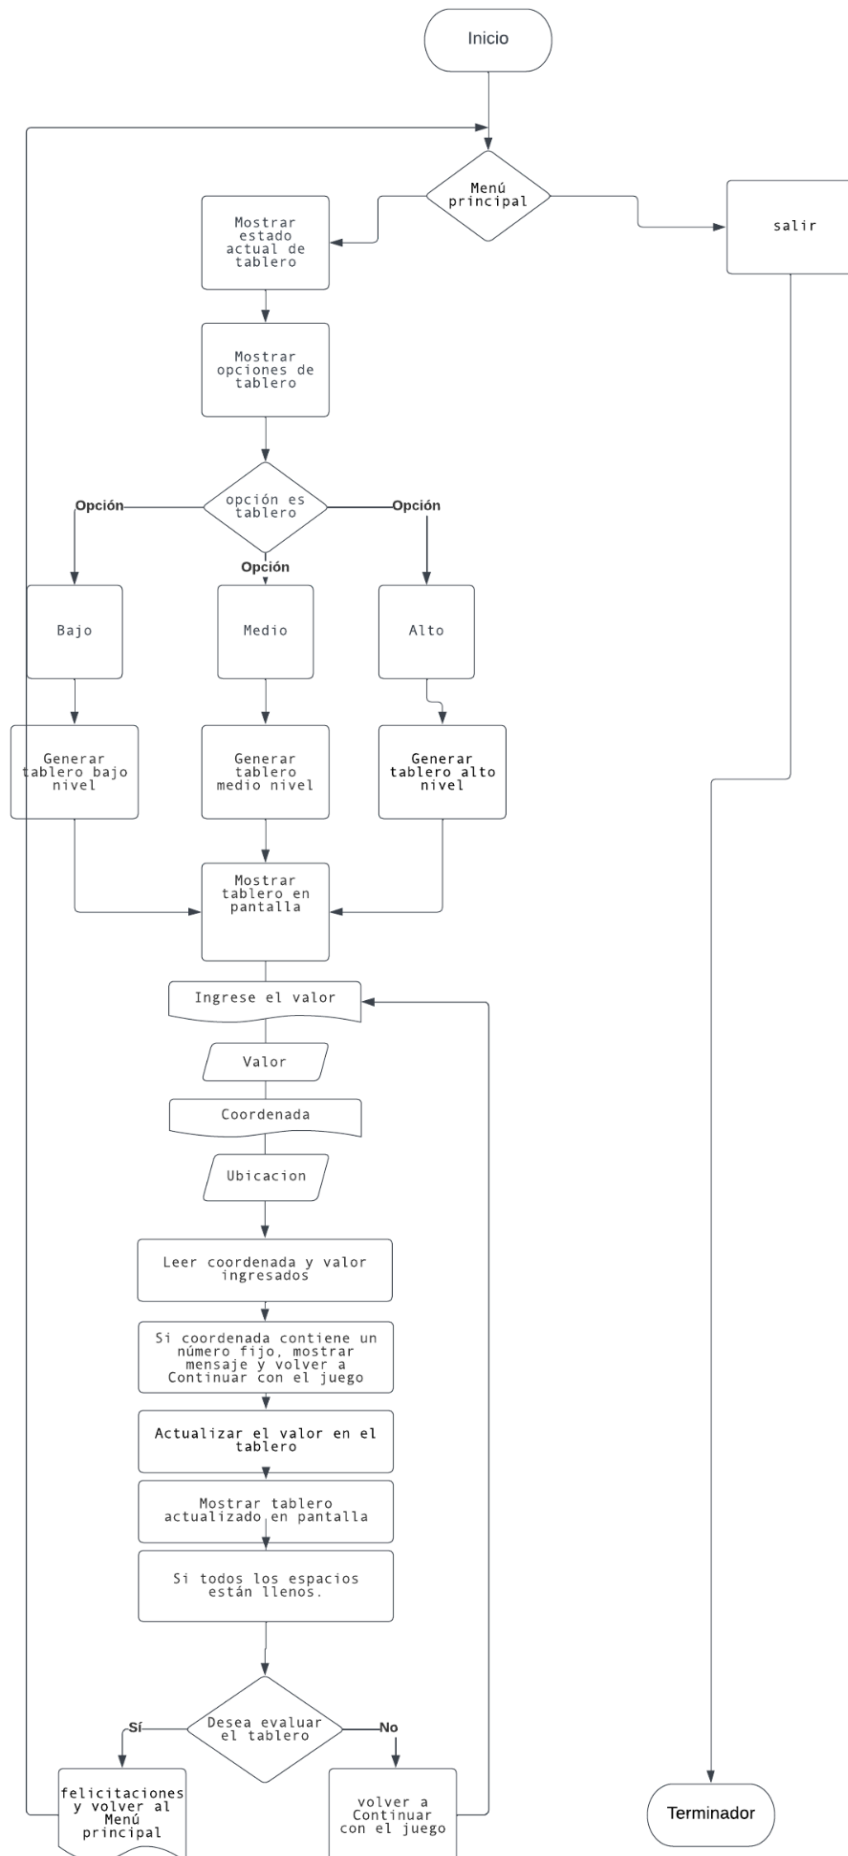 Inicio
Menú
principal
salir
Mostrar
estado
actual de
tablero
Mostrar
opciones de
tablero
opción es
tablero
Opción
Opción
Opción
Bajo
Medio
Alto
Generar
tablero bajo
nivel
Generar
tablero
medio nivel
Generar
tablero alto
nivel
Mostrar
tablero en
pantalla
Ingrese el valor
Valor
Coordenada
Ubicacion
Leer coordenada y valor
ingresados
Si coordenada contiene un
número fijo, mostrar
mensaje y volver a
Continuar con el juego
Actualizar el valor en el
tablero
Mostrar tablero
actualizado en pantalla
Si todos los espacios
están llenos.
Desea evaluar
el tablero
Sí
No
felicitaciones
y volver al
Menú
principal
volver a
Continuar
con el juego
Terminador